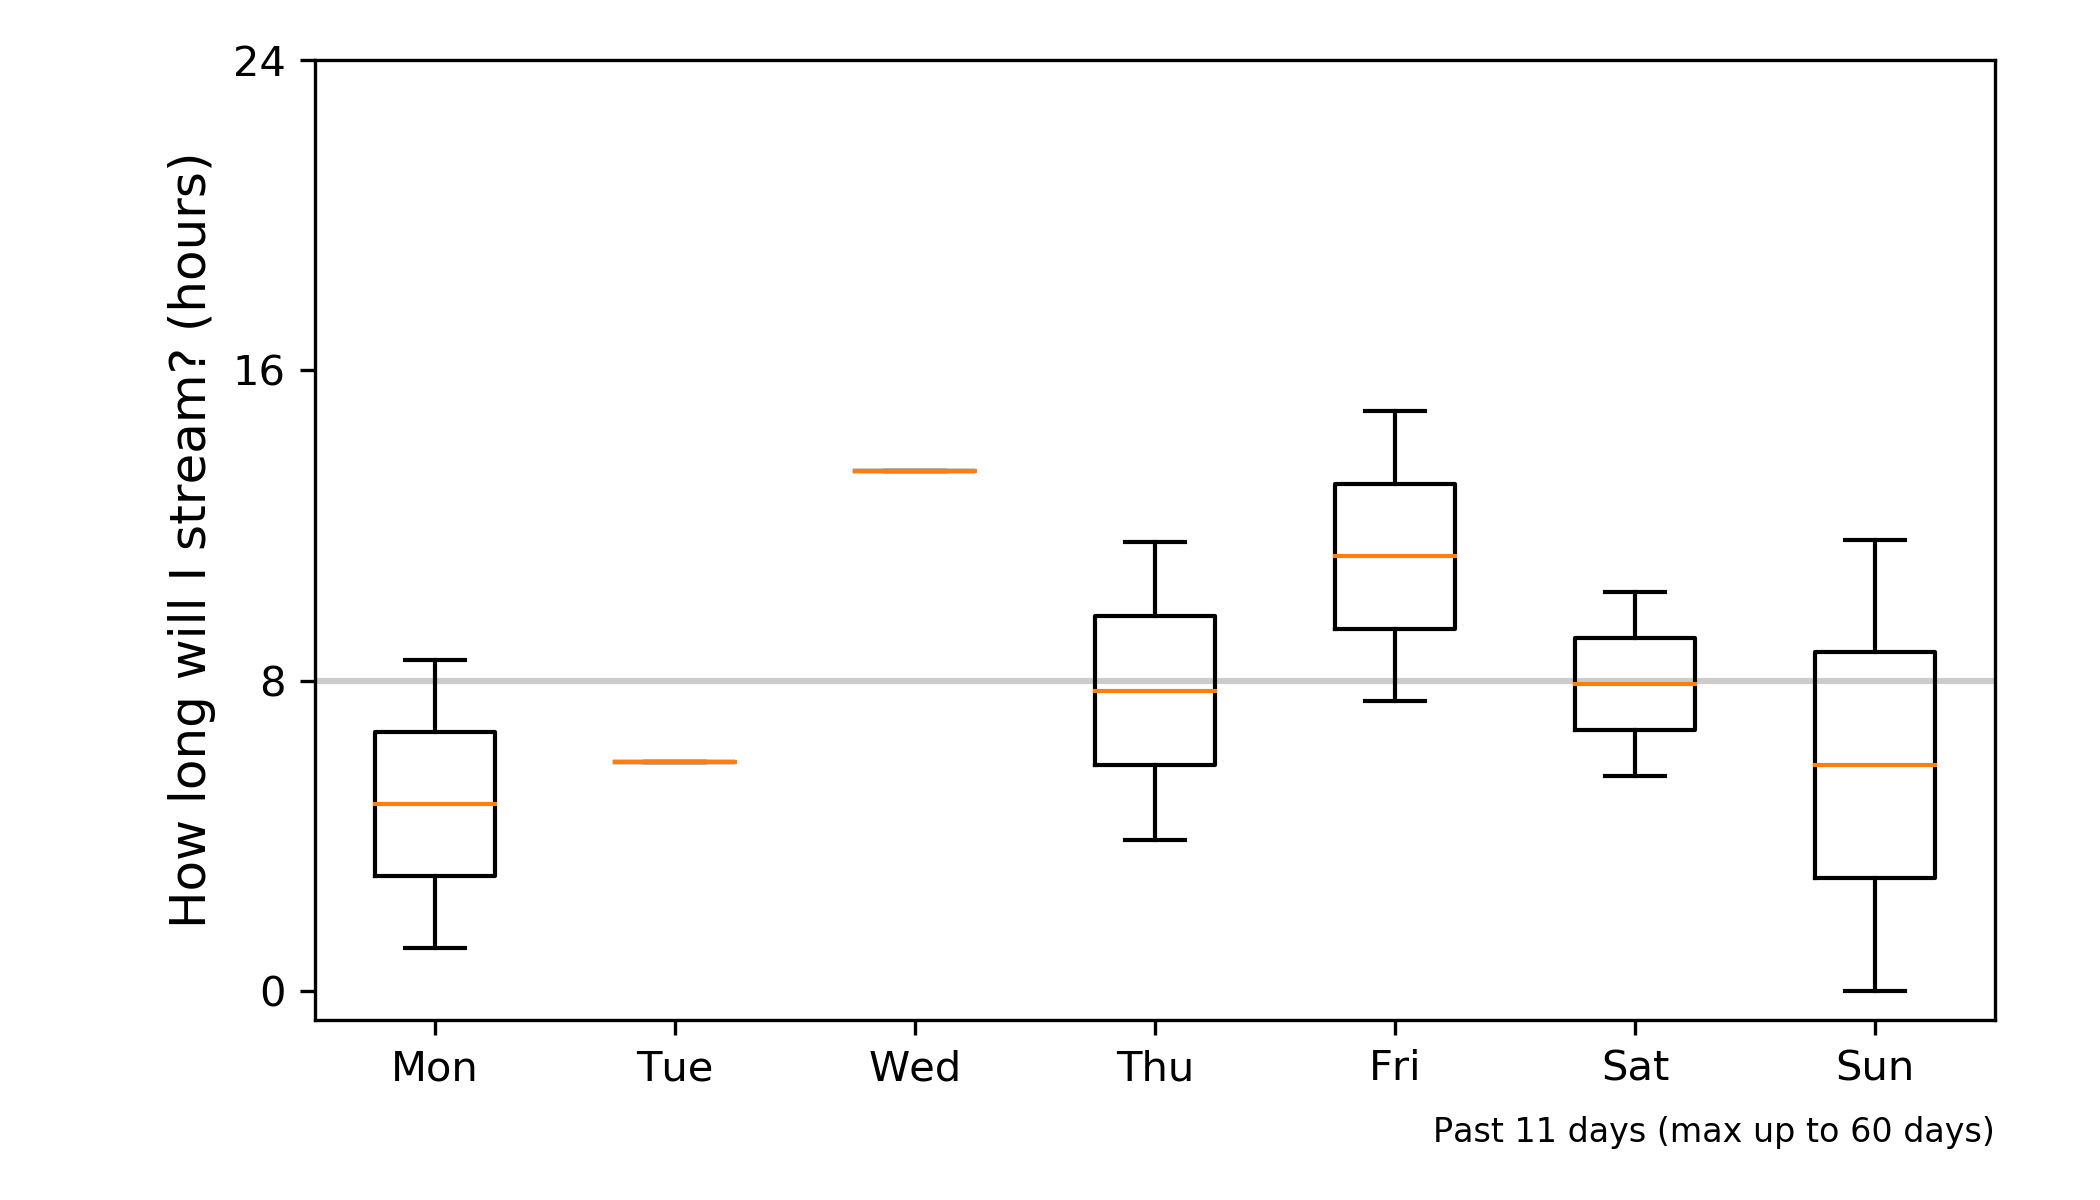 How long will I stream? (hours)
24
16
8
0
Mon Tue Wed Thu Fri Sat Sun
Past 11 days (max up to 60 days)